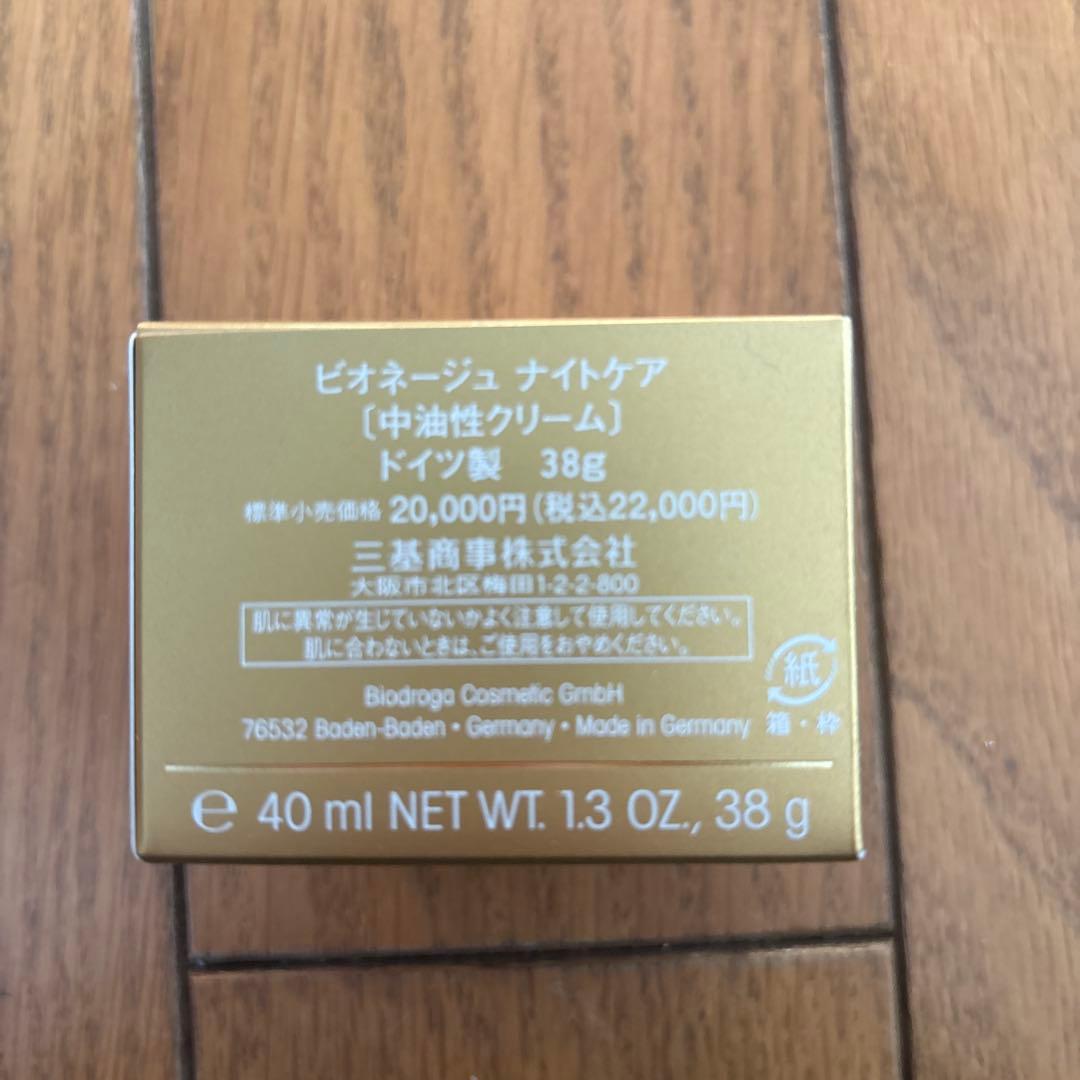 ビオネージュ ナイトケア
〔中油性クリーム〕
ドイツ製　38g
標準小売価格 20,000円(税込22,000円)
三基商事株式会社
大阪市北区梅田1-2-2-800
肌に異常が生じていないかよく注意して使用してください。
肌に合わないときは、ご使用をおやめください。
紙
箱・枠
Biodroga Cosmetic GmbH
76532 Baden-Baden • Germany • Made in Germany
℮ 40 ml NET WT. 1.3 OZ., 38 g